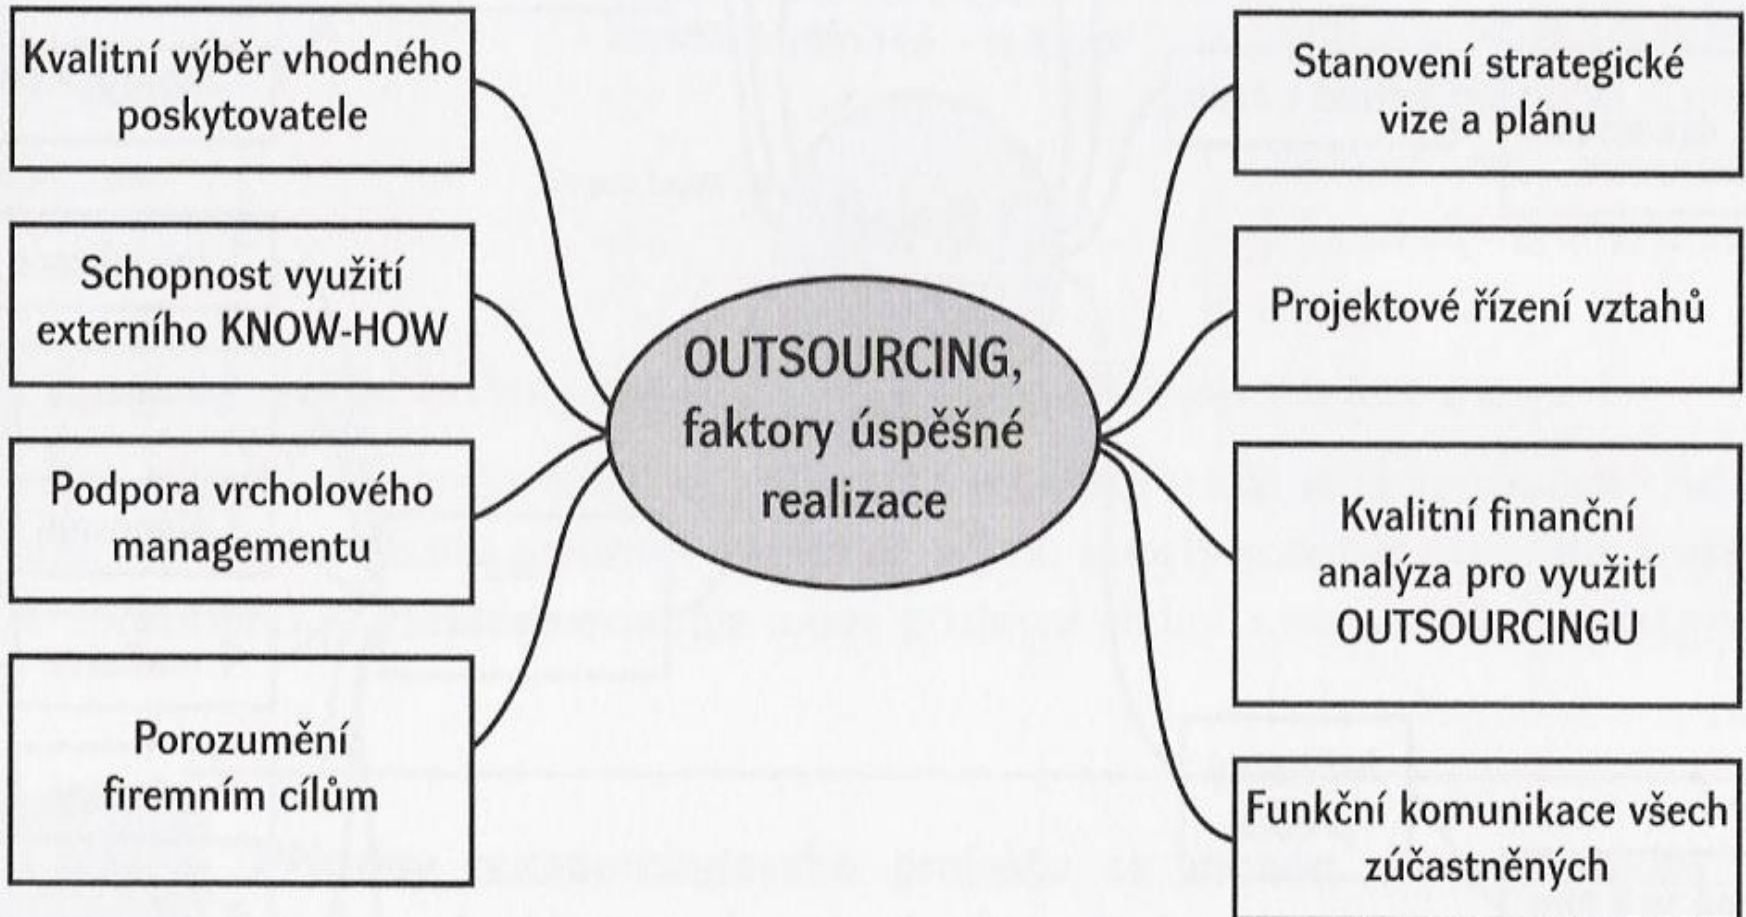 Kvalitní výběr vhodného
poskytovatele
Schopnost využití
externího KNOW-HOW
Podpora vrcholového
managementu
Porozumění
firemním cílům
OUTSOURCING,
faktory úspěšné
realizace
Stanovení strategické
vize a plánu
Projektové řízení vztahů
Kvalitní finanční
analýza pro využití
OUTSOURCINGU
Funkční komunikace všech
zúčastněných